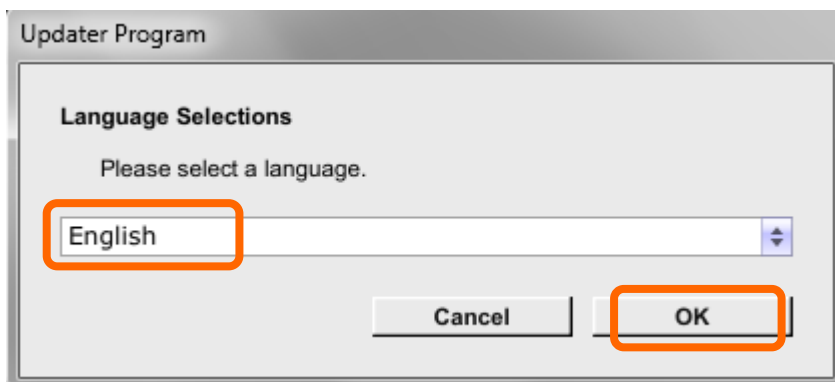 Updater Program
Language Selections
Please select a language.
English
Cancel OK